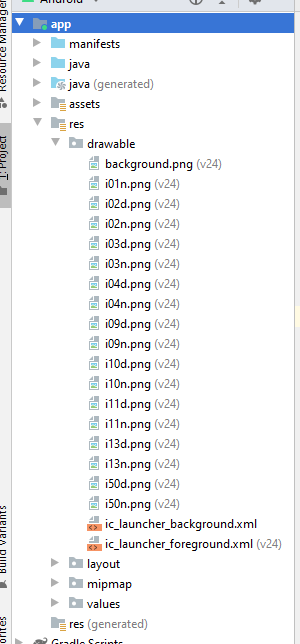 Android
Resource Manager
app
manifests
java
java (generated)
assets
1: Project
res
drawable
background.png (v24)
i01n.png (v24)
i02d.png (v24)
i02n.png (v24)
i03d.png (v24)
i03n.png (v24)
i04d.png (v24)
i04n.png (v24)
i09d.png (v24)
i09n.png (v24)
i10d.png (v24)
i10n.png (v24)
i11d.png (v24)
i11n.png (v24)
i13d.png (v24)
i13n.png (v24)
i50d.png (v24)
i50n.png (v24)
ic_launcher_background.xml
ic_launcher_foreground.xml (v24)
Build Variants
layout
mipmap
values
res (generated)
Gradle Scripts